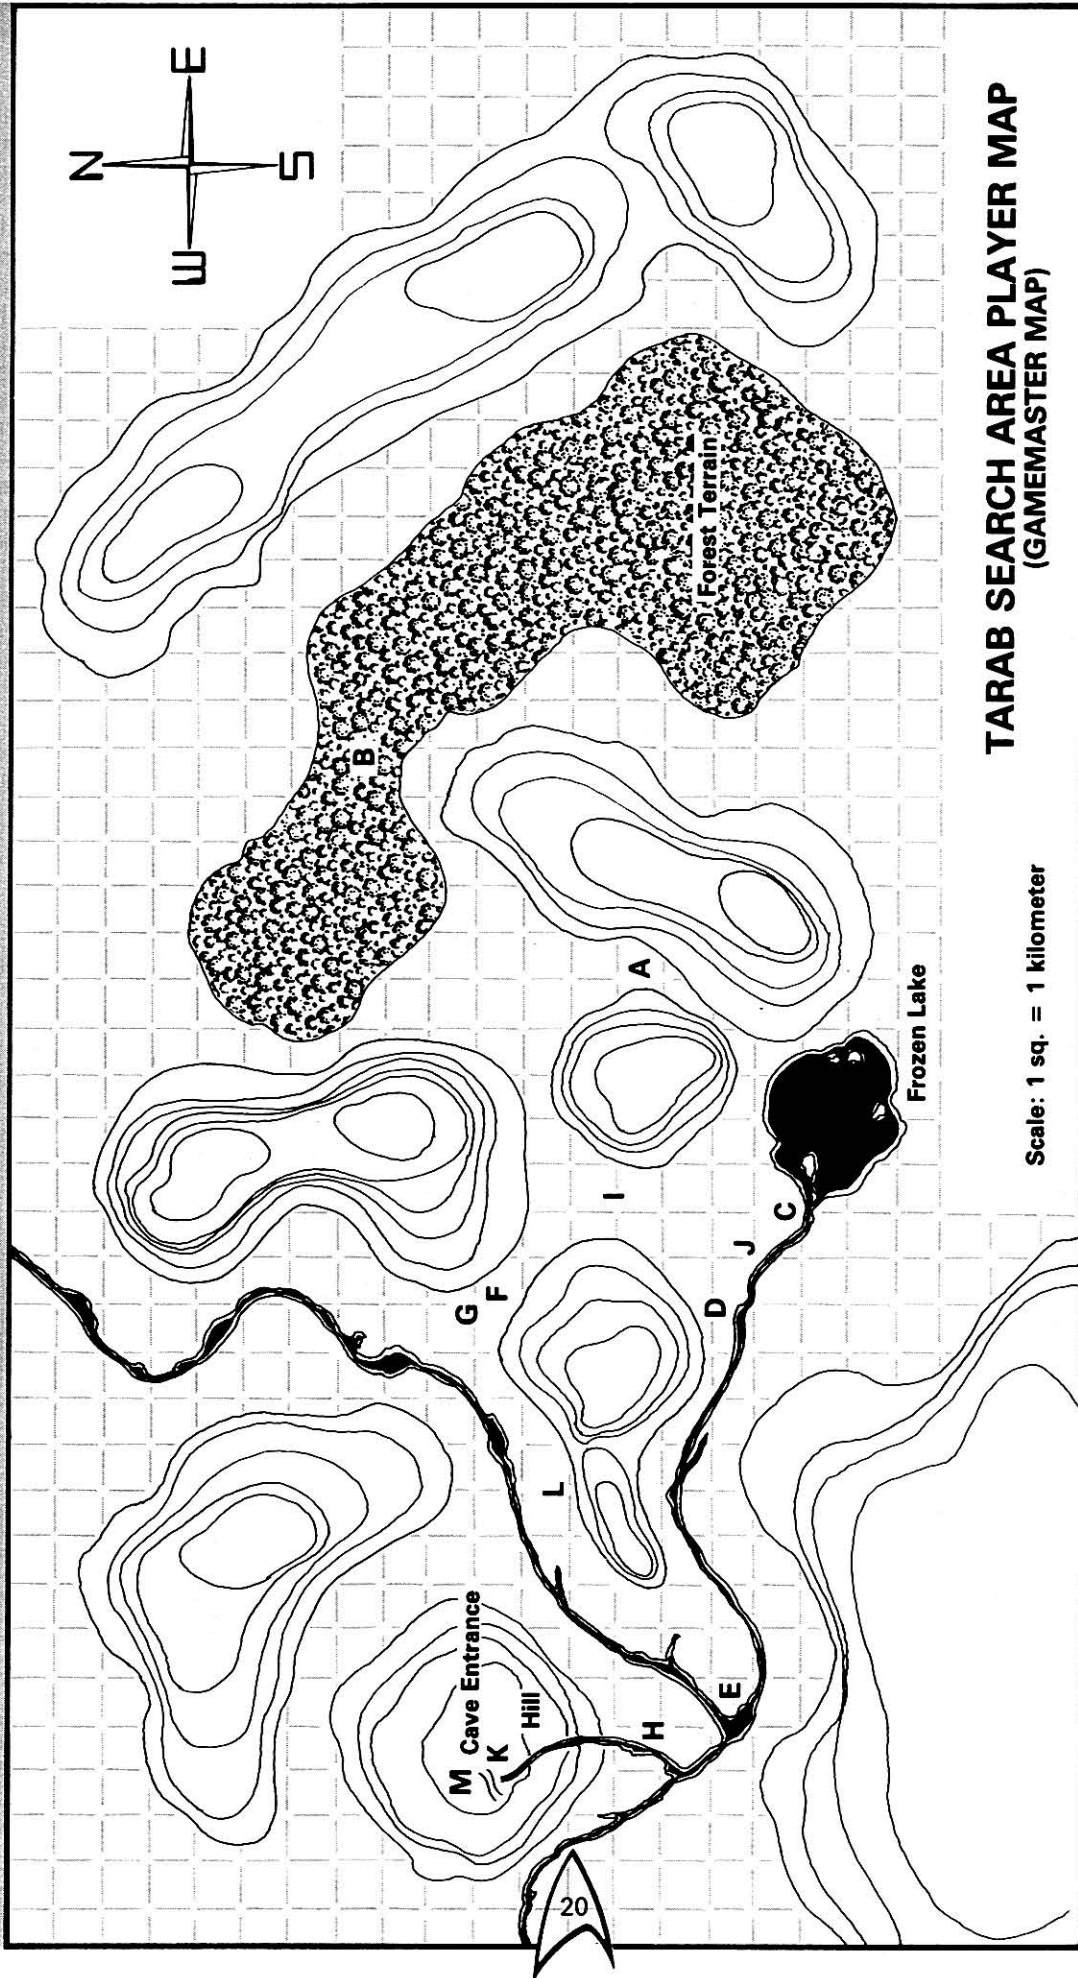 N
W
E
S
B
Forest Terrain
A
G
F
I
M
Cave Entrance
K
Hill
L
H
E
D
J
C
Frozen Lake
Scale: 1 sq. = 1 kilometer
TARAB SEARCH AREA PLAYER MAP
(GAMEMASTER MAP)
20